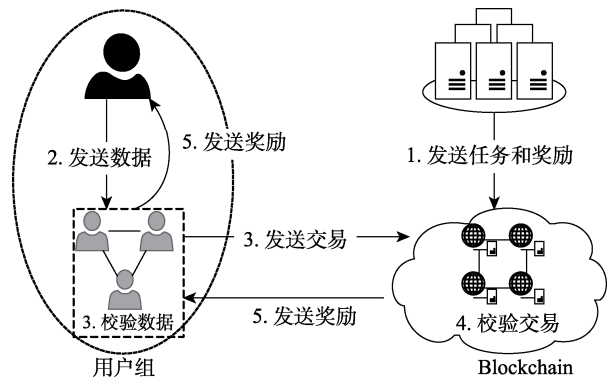 2. 发送数据
5. 发送奖励
1. 发送任务和奖励
3. 发送交易
3. 校验数据
5. 发送奖励
4. 校验交易
用户组
Blockchain